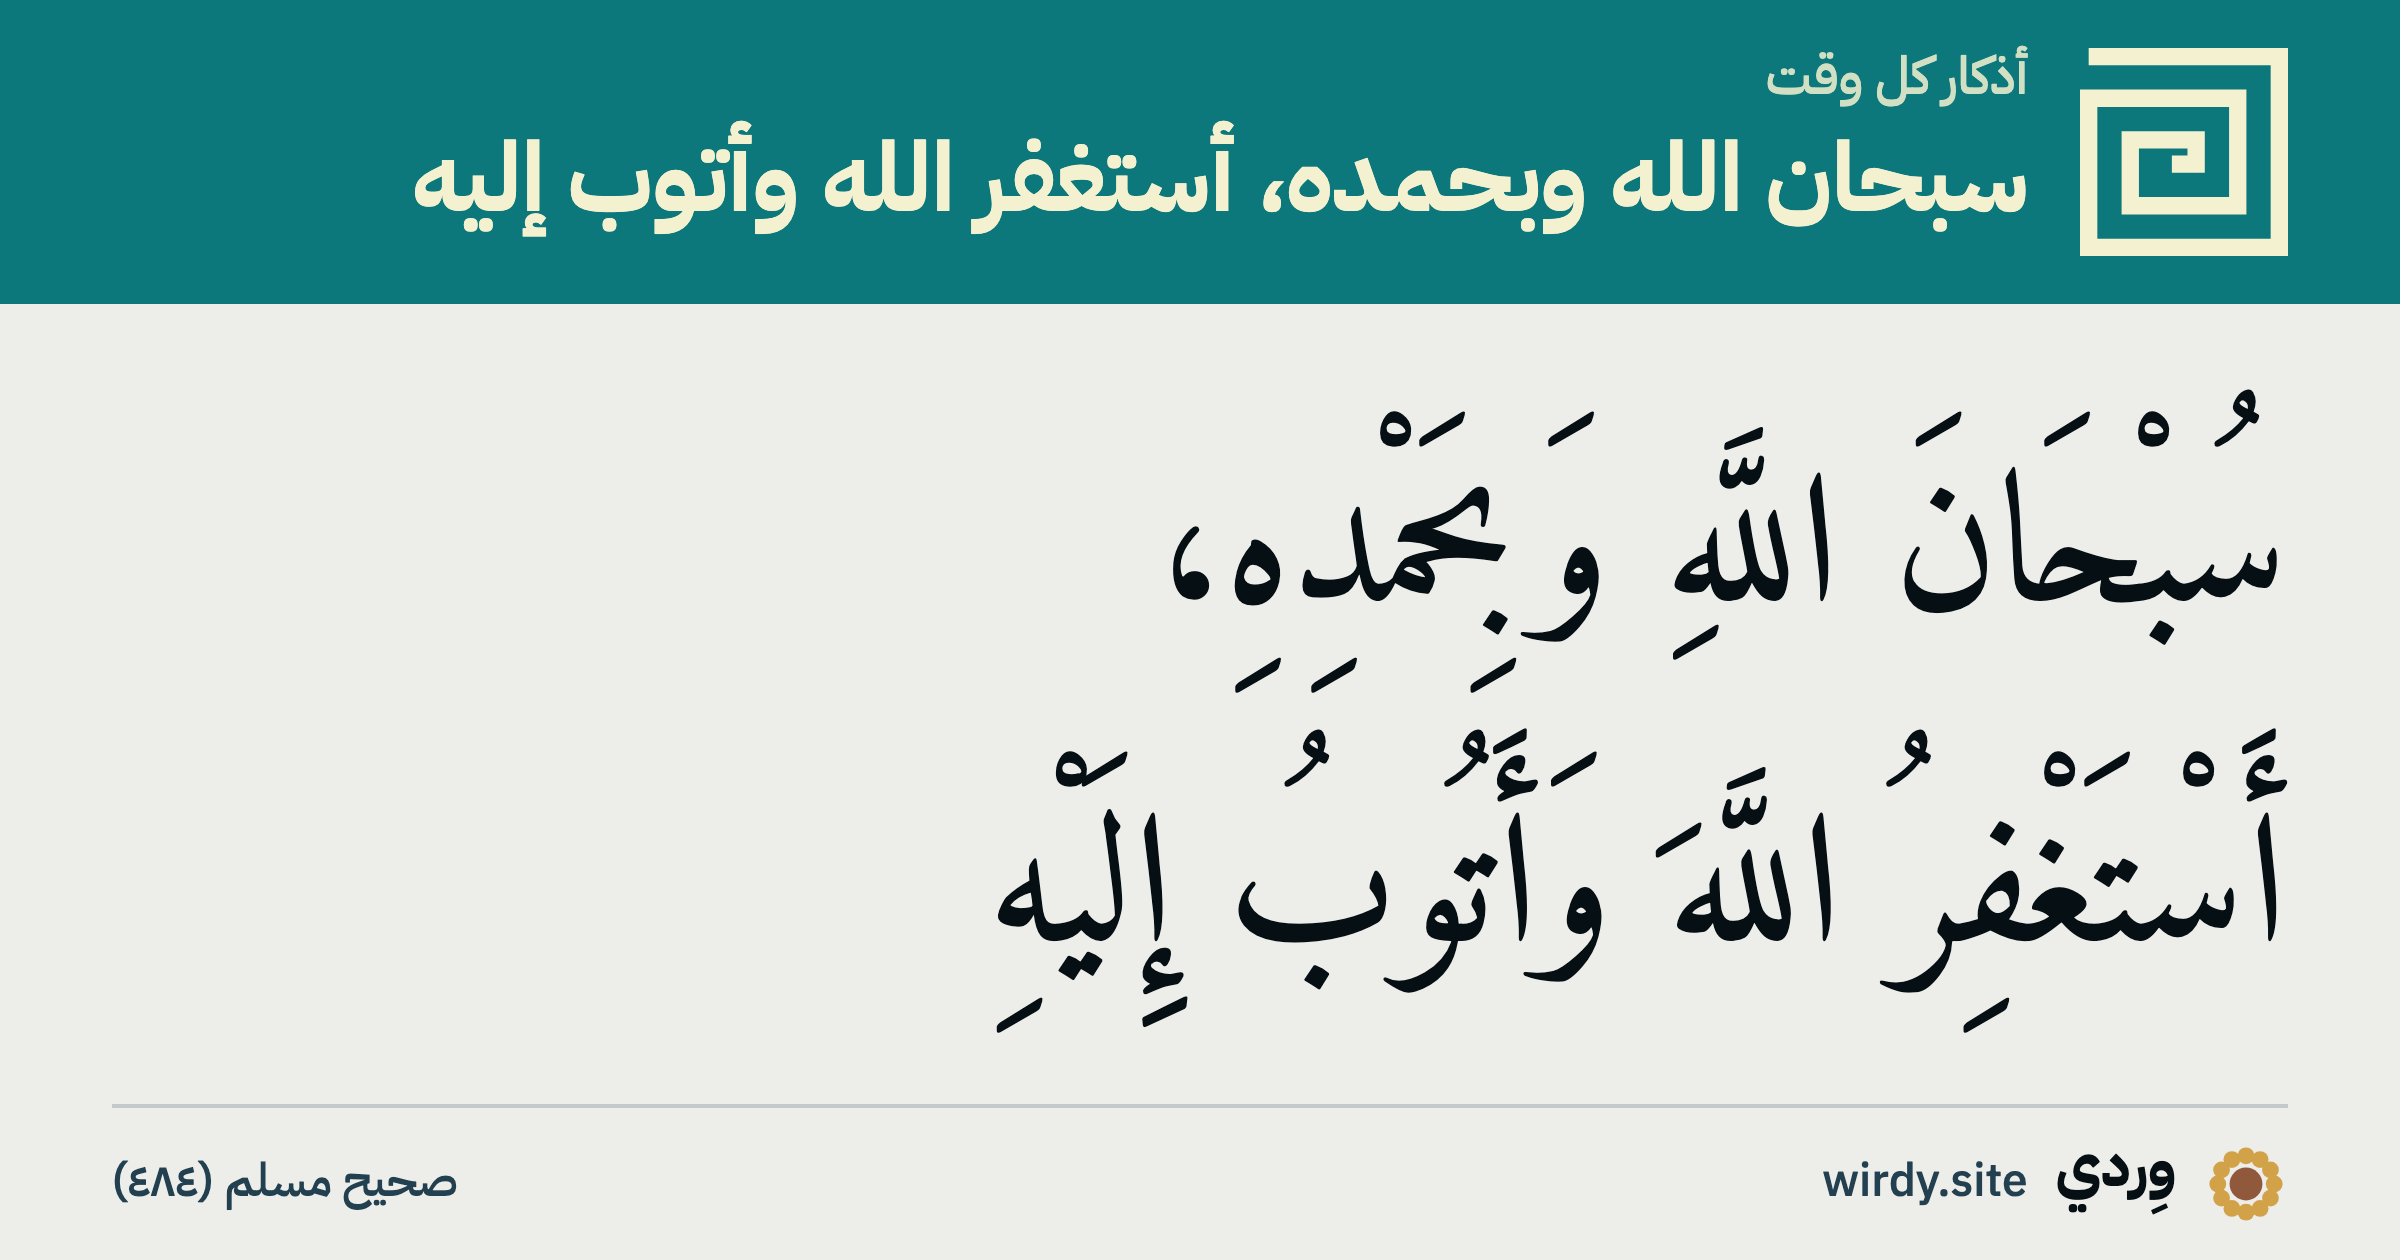 أذكار كل وقت
سبحان الله وبحمده، أستغفر الله وأتوب إليه
سُبْحَانَ اللَّهِ وَبِحَمْدِهِ،
أَسْتَغْفِرُ اللَّهَ وَأَتُوبُ إِلَيْهِ
وِردي wirdy.site
صحيح مسلم (٤٨٤)